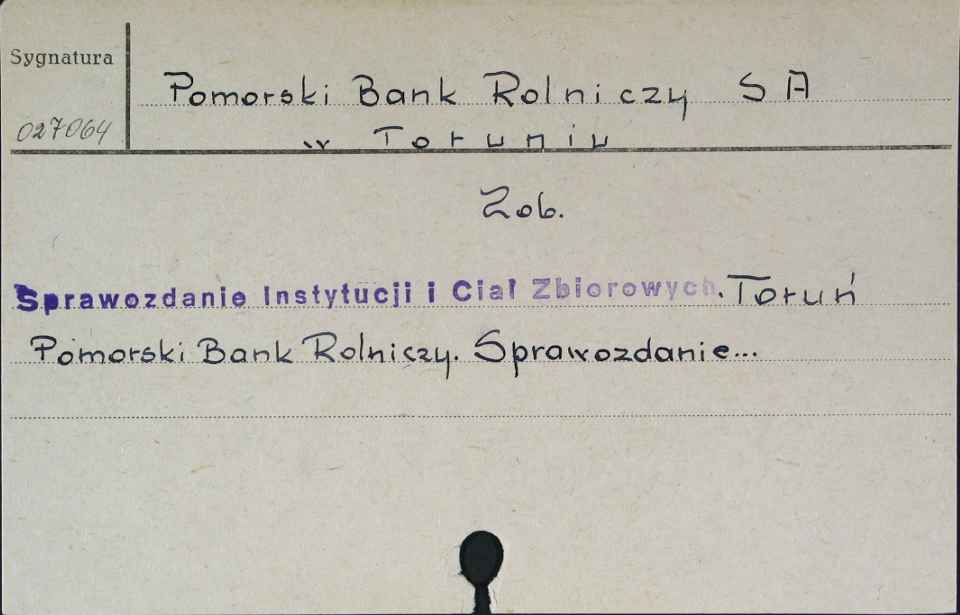 Sygnatura
027064
Pomorski Bank Rolniczy SA
w Toruniu
Zob.
Sprawozdanie Instytucji i Ciał Zbiorowych. Toruń
Pomorski Bank Rolniczy. Sprawozdanie...